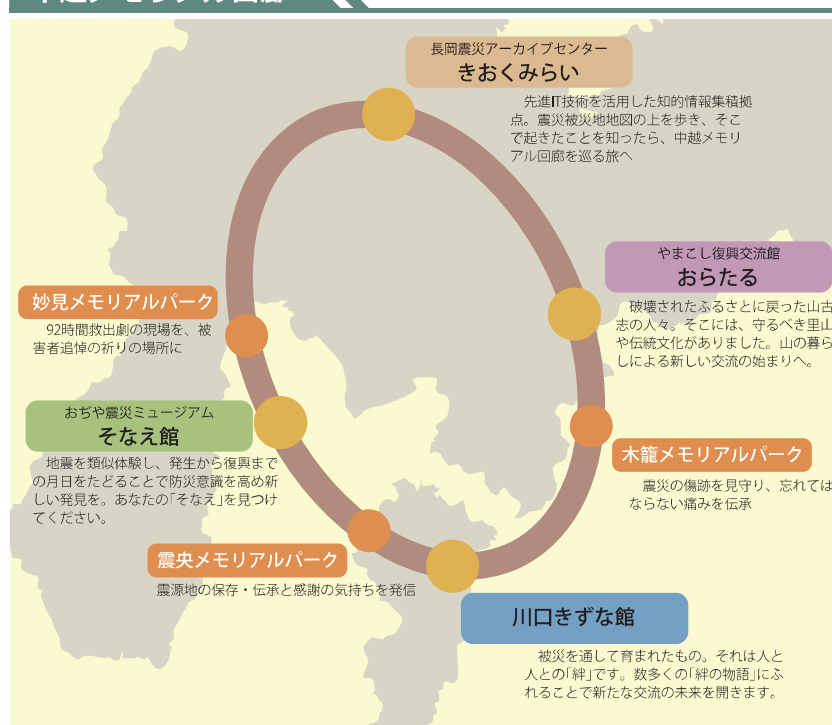 長岡震災アーカイブセンター
きおくみらい
先進IT技術を活用した知的情報集積拠
点。震災被災地地図の上を歩き、そこ
で起きたことを知ったら、中越メモリ
アル回廊を巡る旅へ
やまこし復興交流館
おらたる
破壊されたふるさとに戻った山古
志の人々。そこには、守るべき里山
や伝統文化がありました。山の暮ら
しによる新しい交流の始まりへ。
妙見メモリアルパーク
92時間救出劇の現場を、被
害者追悼の祈りの場所に
おぢや震災ミュージアム
そなえ館
地震を類似体験し、発生から復興まで
の月日をたどることで防災意識を高め新
しい発見を。あなたの「そなえ」を見つけ
てください。
木籠メモリアルパーク
震災の傷跡を見守り、忘れては
ならない痛みを伝承
震央メモリアルパーク
震源地の保存・伝承と感謝の気持ちを発信
川口きずな館
被災を通して育まれたもの。それは人と
人との「絆」です。数多くの「絆の物語」にふ
れることで新たな交流の未来を開きます。